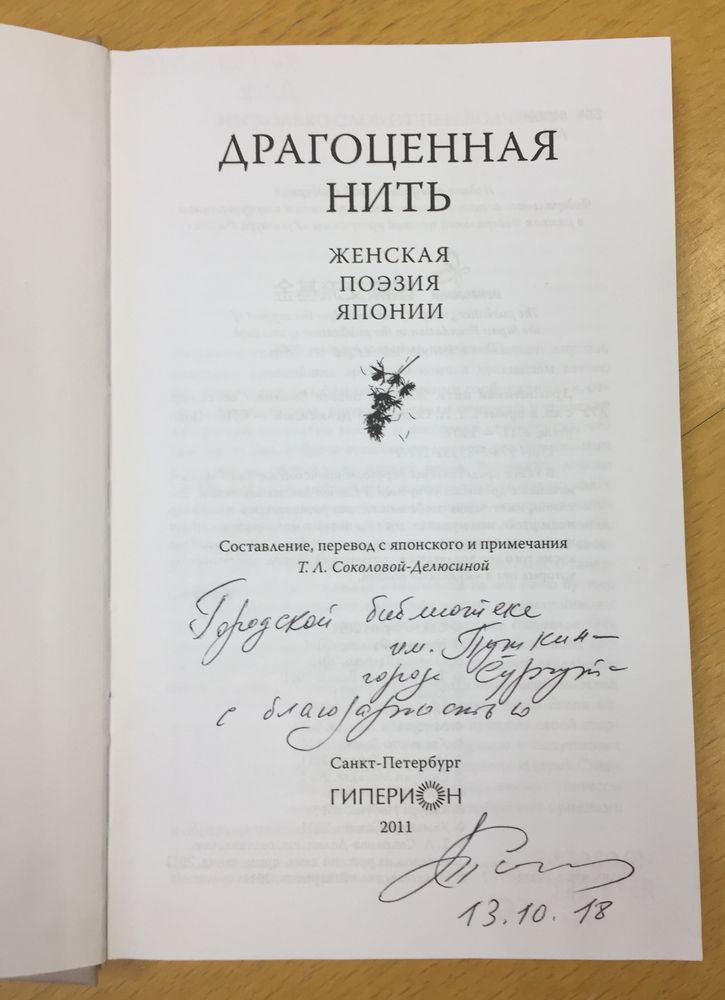 ДРАГОЦЕННАЯ
НИТЬ
ЖЕНСКАЯ
ПОЭЗИЯ
ЯПОНИИ
Составление, перевод с японского и примечания
Т. Л. Соколовой-Делюсиной
Городской библиотеке
им. Пушкина
города Сургута
с благодарностью
Санкт-Петербург
ГИПЕРИОН
2011
13.10.18